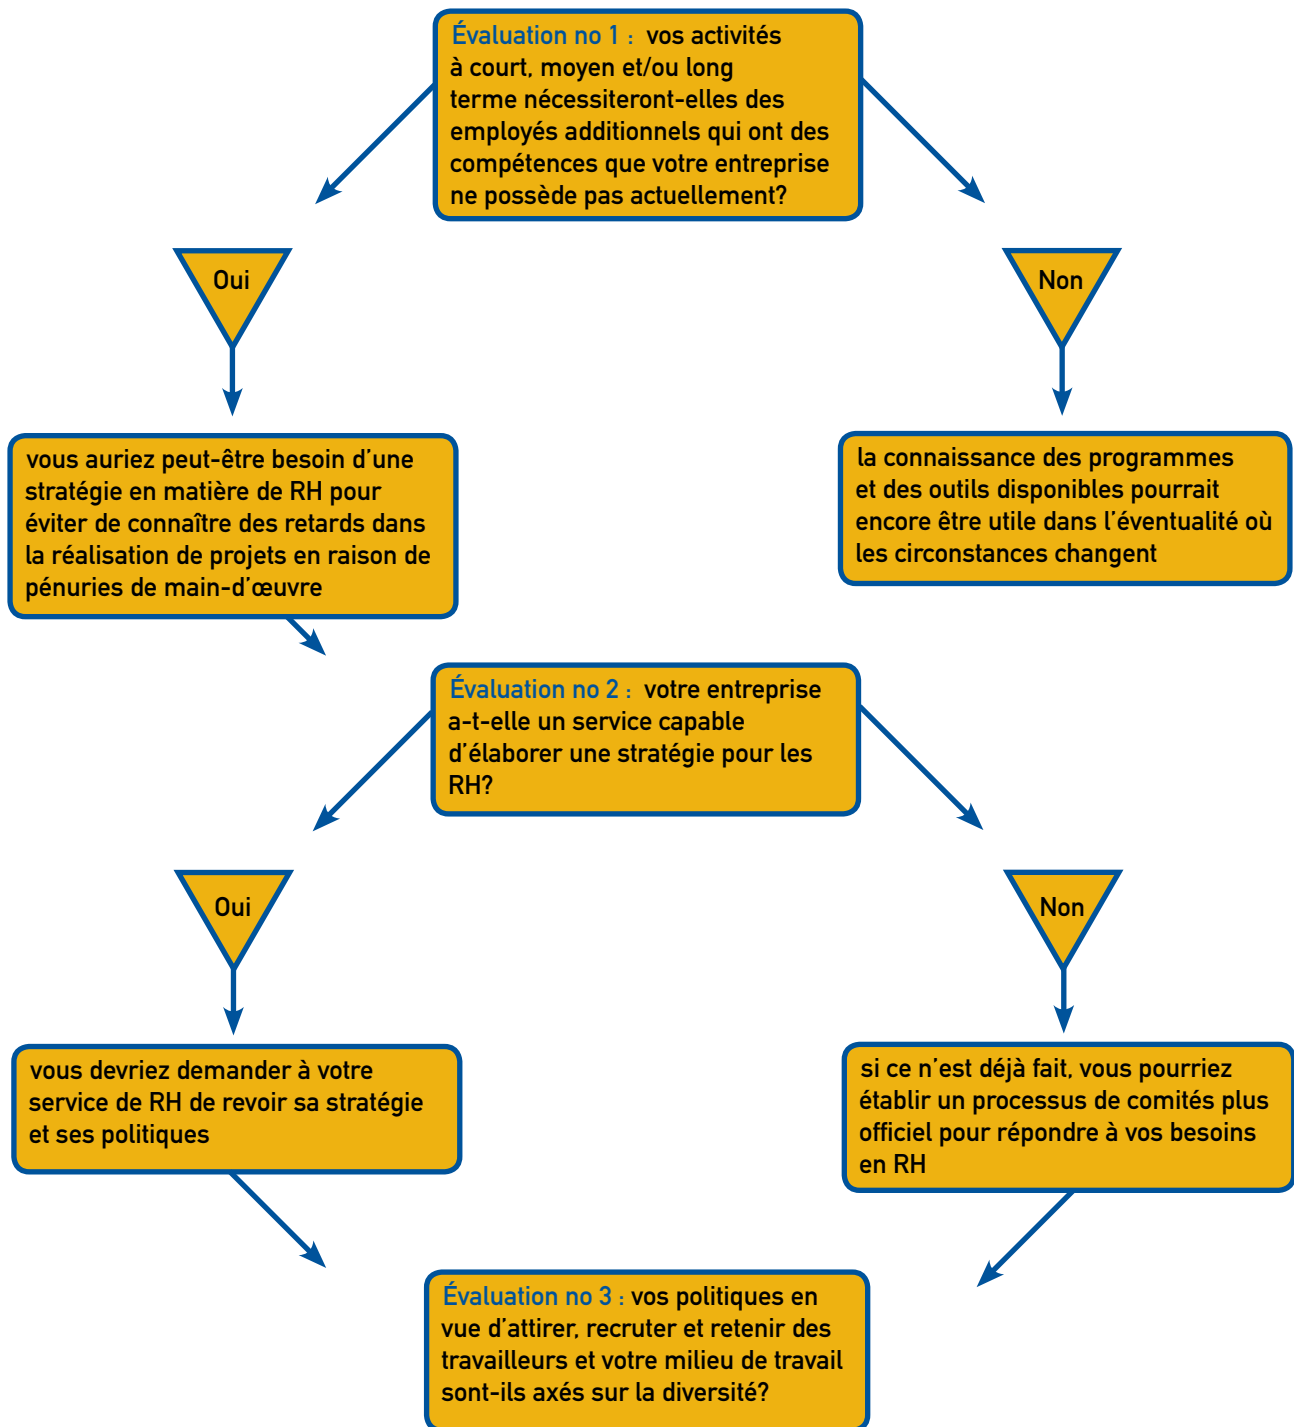 Évaluation no 1 : vos activités
à court, moyen et/ou long
terme nécessiteront-elles des
employés additionnels qui ont des
compétences que votre entreprise
ne possède pas actuellement?
Oui
Non
vous auriez peut-être besoin d’une
stratégie en matière de RH pour
éviter de connaître des retards dans
la réalisation de projets en raison de
pénuries de main-d’œuvre
la connaissance des programmes
et des outils disponibles pourrait
encore être utile dans l’éventualité où
les circonstances changent
Évaluation no 2 : votre entreprise
a-t-elle un service capable
d’élaborer une stratégie pour les
RH?
Oui
Non
vous devriez demander à votre
service de RH de revoir sa stratégie
et ses politiques
si ce n’est déjà fait, vous pourriez
établir un processus de comités plus
officiel pour répondre à vos besoins
en RH
Évaluation no 3 : vos politiques en
vue d’attirer, recruter et retenir des
travailleurs et votre milieu de travail
sont-ils axés sur la diversité?